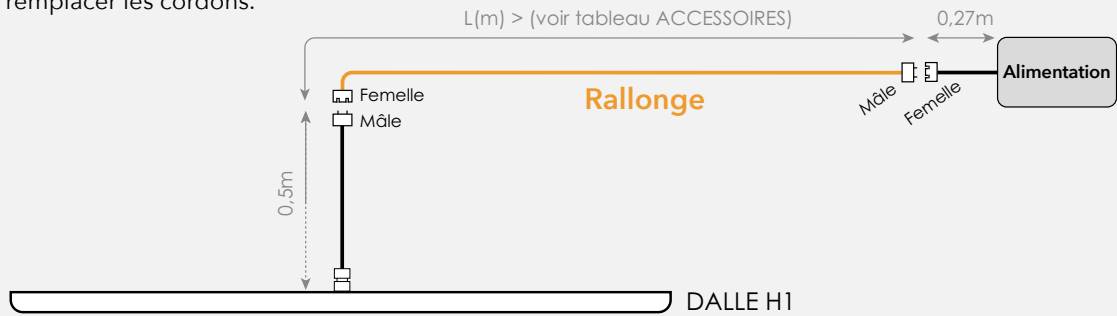 remplacer les cordons.
L(m) > (voir tableau ACCESSOIRES)
0,27m
Alimentation
Femelle
Rallonge
Mâle
Femelle
Mâle
0,5m
DALLE H1